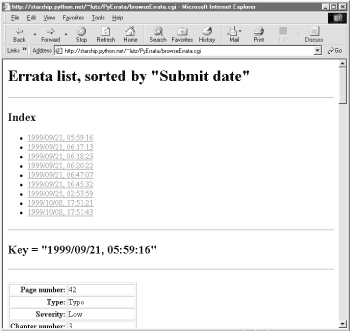 http://starship.python.net/~lutz/PyErrata/browseErrata.cgi - Microsoft Internet Explorer
File Edit View Favorites Tools Help
Back Forward Stop Refresh Home Search Favorites History Mail Print Edit Discuss
Links » Address http://starship.python.net/~lutz/PyErrata/browseErrata.cgi Go
Errata list, sorted by "Submit date"
Index
1999/09/21, 05:59:16
1999/09/21, 06:17:13
1999/09/21, 06:18:23
1999/09/21, 06:20:22
1999/09/21, 06:47:07
1999/09/21, 16:45:32
1999/09/25, 02:53:59
1999/10/08, 17:51:21
1999/10/08, 17:51:43
Key = "1999/09/21, 05:59:16"
Page number: 42
Type: Typo
Severity: Low
Chapter number: 3